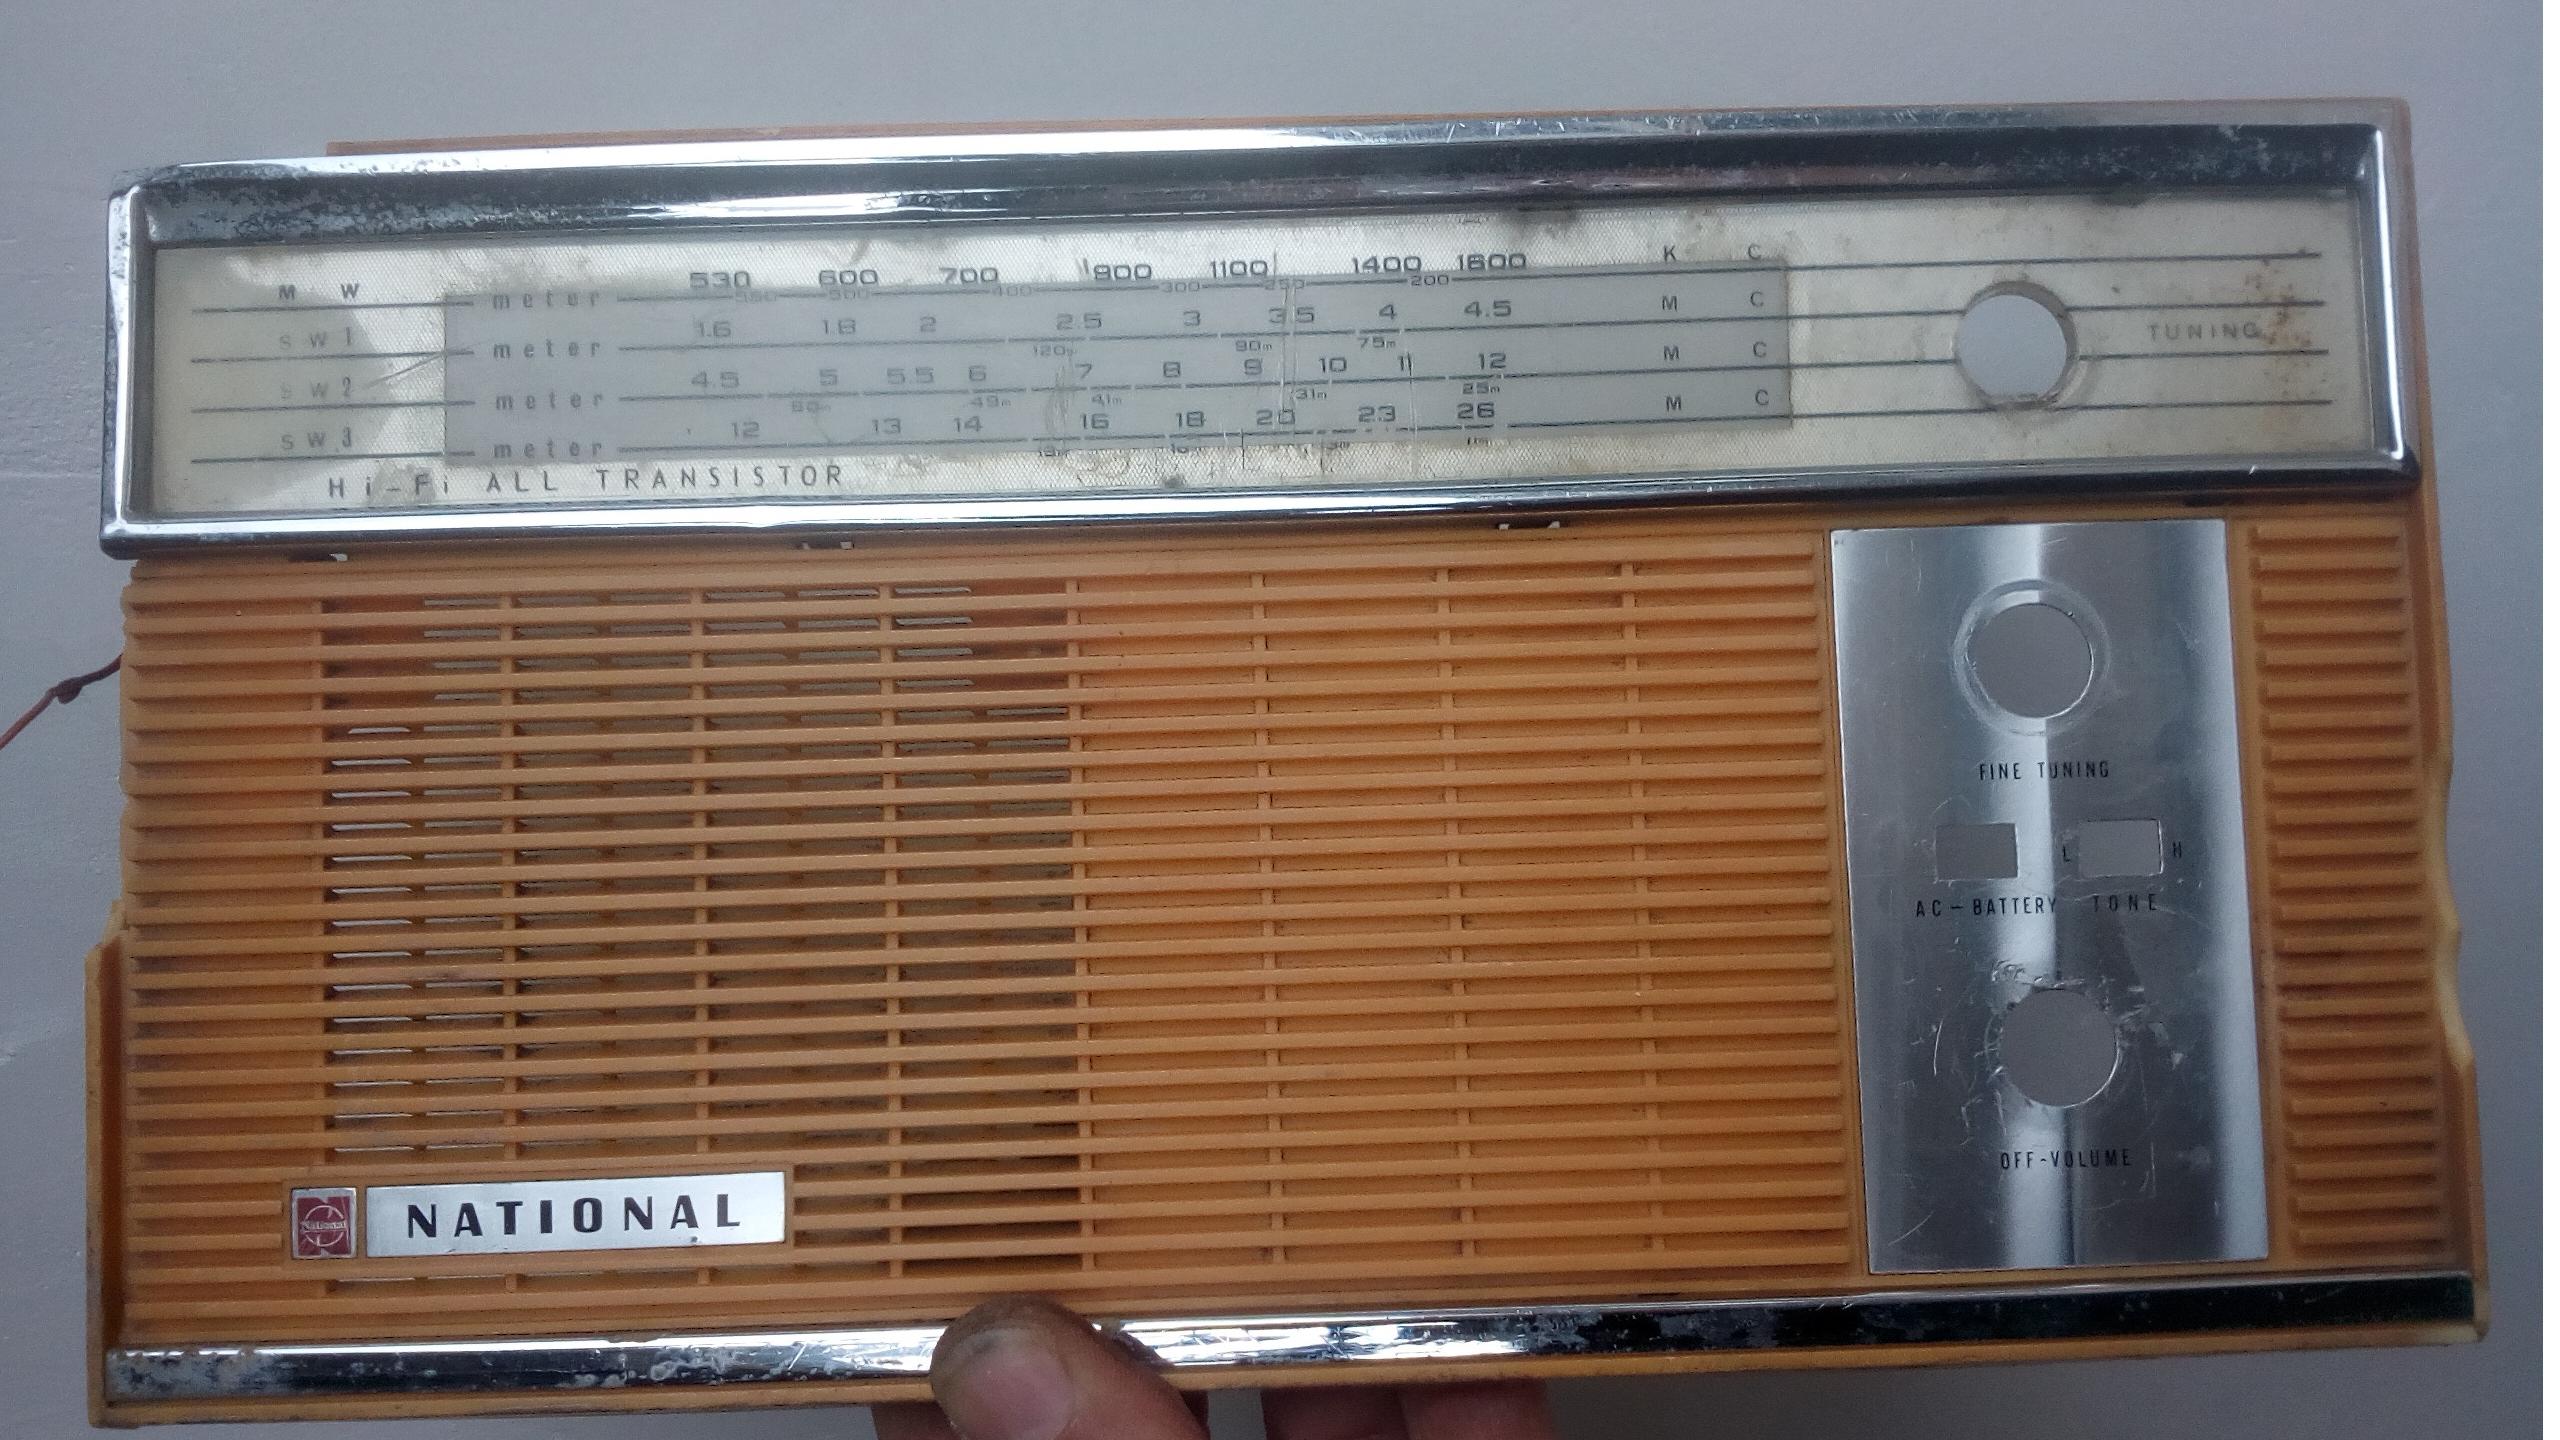 530 600 700 900 1100 1400 1600 K C
M W meter 550 500 400 300 250 200
1.6 1.8 2 2.5 3 3.5 4 4.5 M C
SW1 meter 120m 90m 75m
4.5 5 5.5 6 7 8 9 10 11 12 M C
SW2 meter 60m 49m 41m 31m 25m
12 13 14 16 18 20 23 26 M C
SW3 meter
TUNING
Hi-Fi ALL TRANSISTOR
FINE TUNING
L H
AC-BATTERY TONE
OFF-VOLUME
National NATIONAL